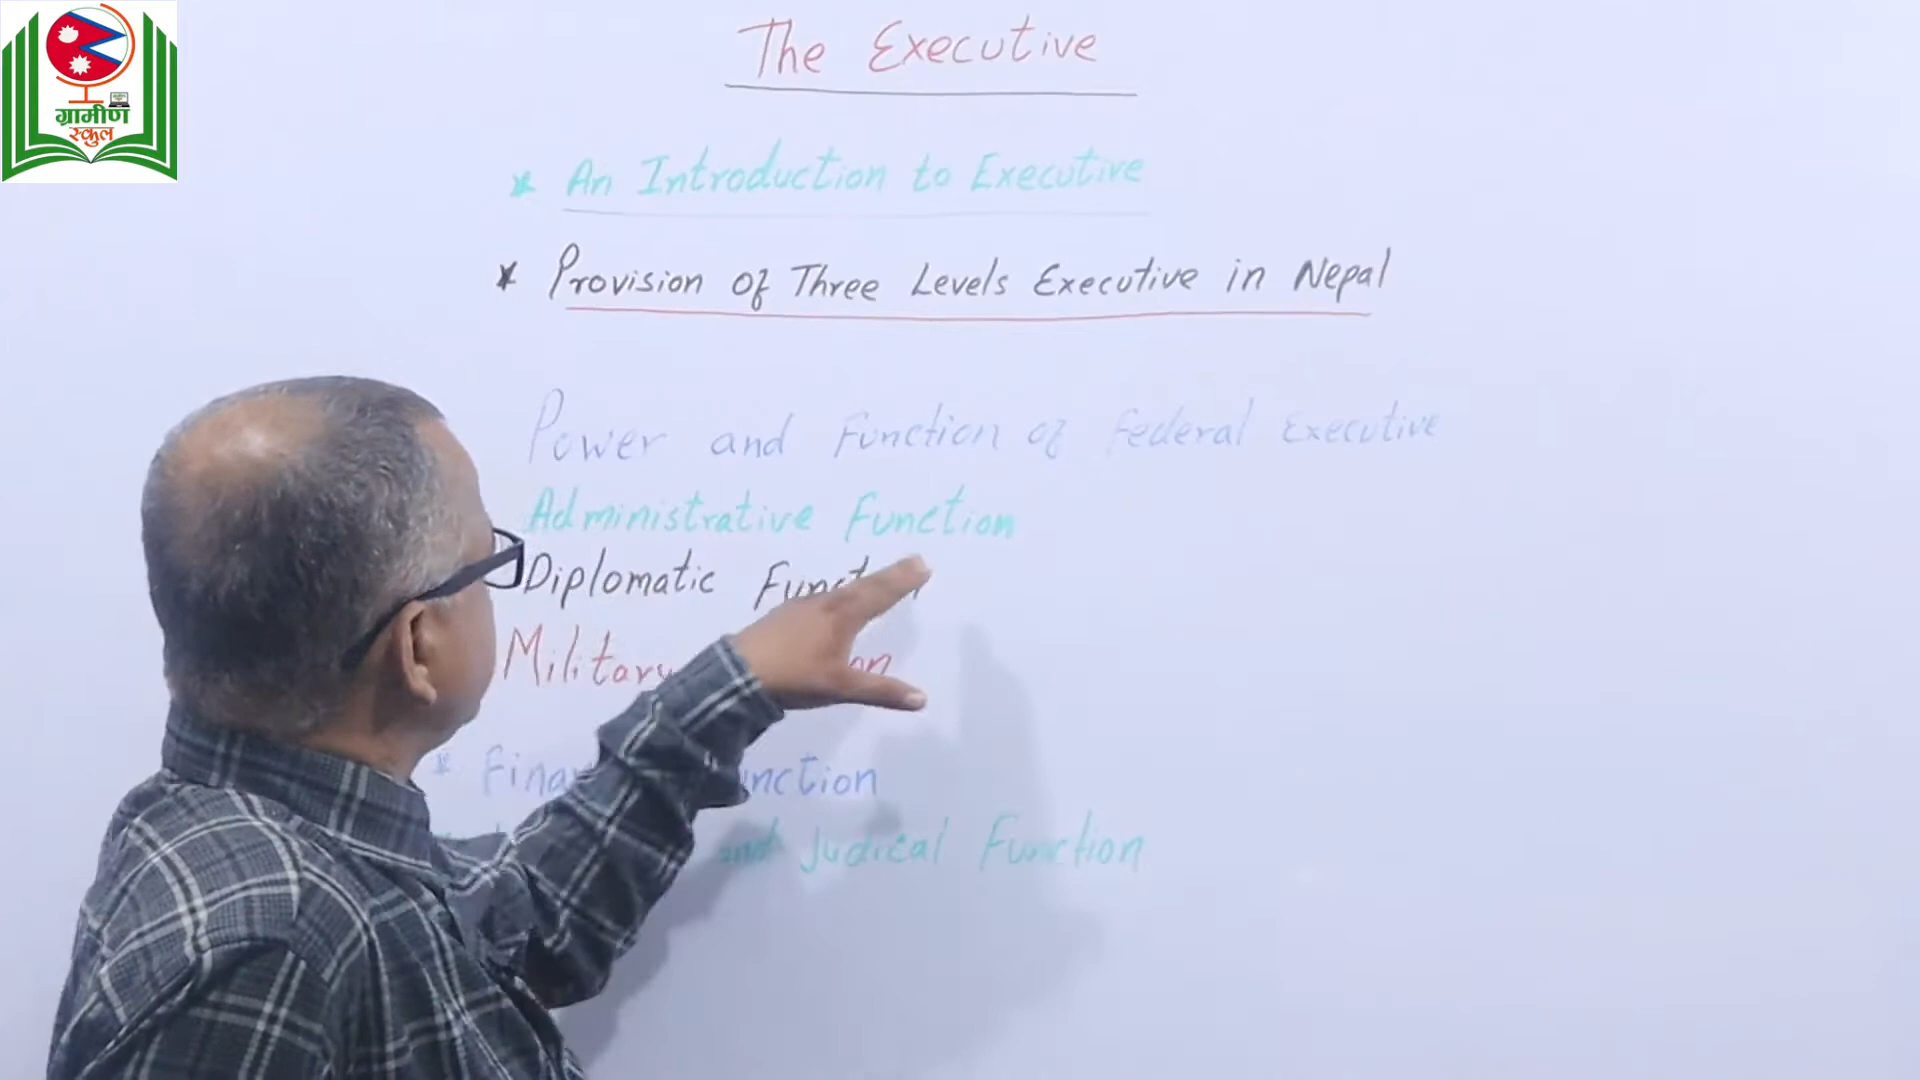 ग्रामीण
स्कुल
The Executive
* An Introduction to Executive
* Provision of Three Levels Executive in Nepal
Power and Function of Federal Executive
Administrative Function
Diplomatic
Military
*
and Judical Function